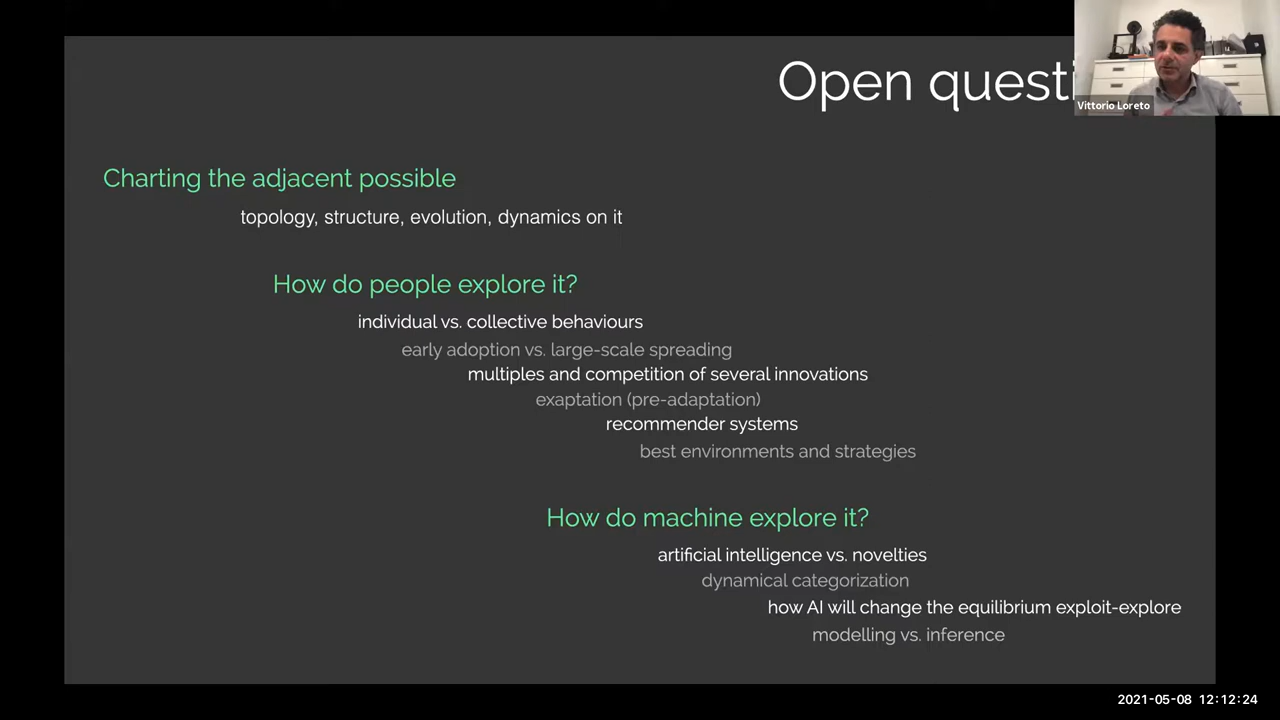 Open questi
Vittorio Loreto
Charting the adjacent possible
topology, structure, evolution, dynamics on it
How do people explore it?
individual vs. collective behaviours
early adoption vs. large-scale spreading
multiples and competition of several innovations
exaptation (pre-adaptation)
recommender systems
best environments and strategies
How do machine explore it?
artificial intelligence vs. novelties
dynamical categorization
how AI will change the equilibrium exploit-explore
modelling vs. inference
2021-05-08 12:12:24